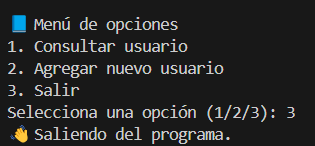 📘 Menú de opciones
1. Consultar usuario
2. Agregar nuevo usuario
3. Salir
Selecciona una opción (1/2/3): 3
👋 Saliendo del programa.